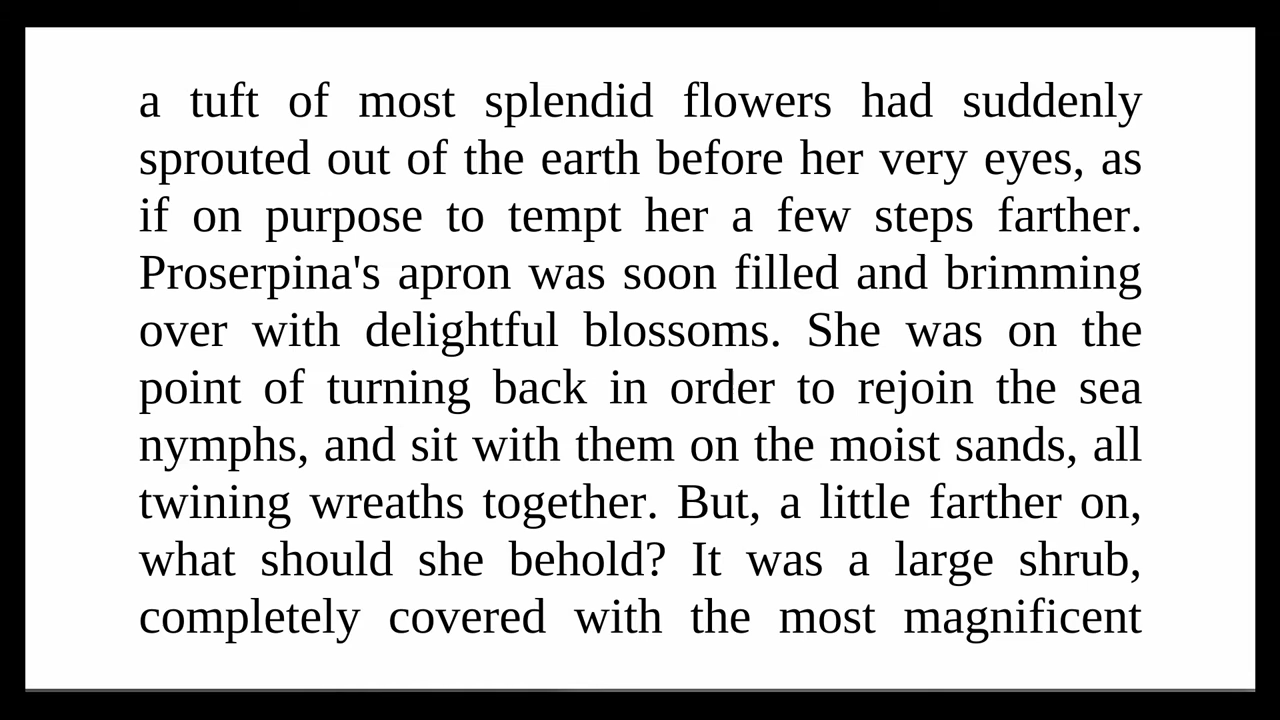 a tuft of most splendid flowers had suddenly
sprouted out of the earth before her very eyes, as
if on purpose to tempt her a few steps farther.
Proserpina's apron was soon filled and brimming
over with delightful blossoms. She was on the
point of turning back in order to rejoin the sea
nymphs, and sit with them on the moist sands, all
twining wreaths together. But, a little farther on,
what should she behold? It was a large shrub,
completely covered with the most magnificent